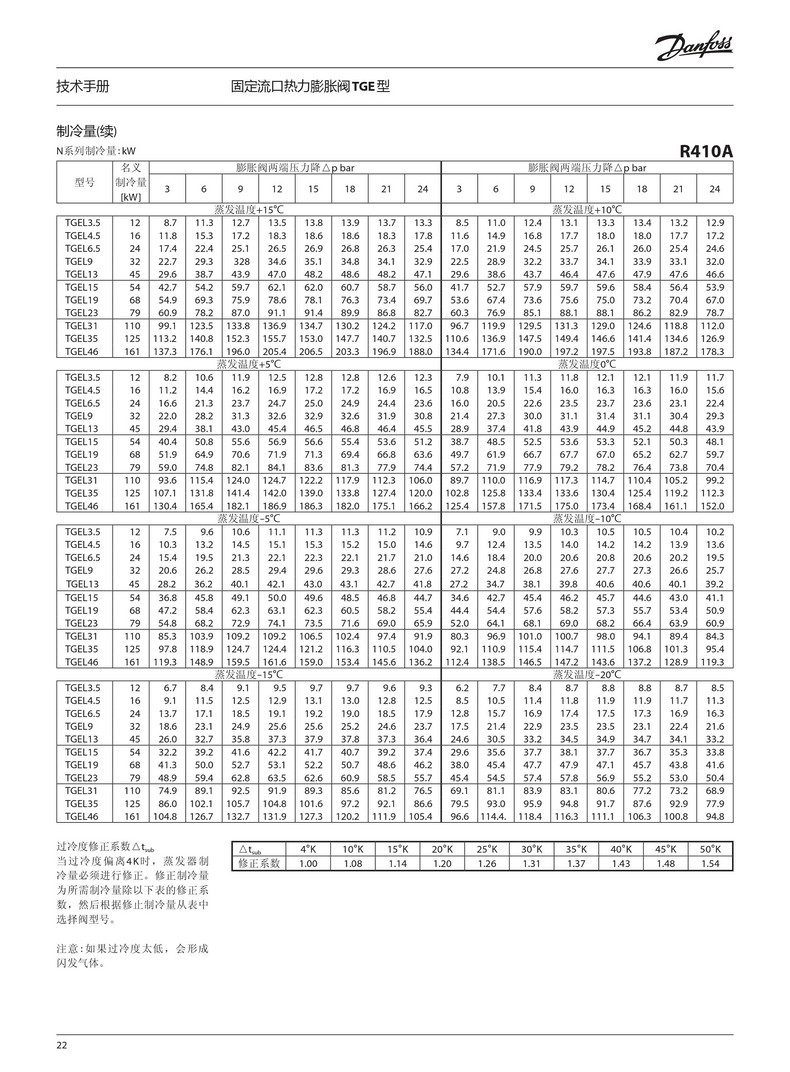 Danfoss
技术手册 固定流口热力膨胀阀TGE型
制冷量(续)
N系列制冷量:kW R410A
型号 名义制冷量[kW] 膨胀阀两端压力降△p bar 膨胀阀两端压力降△p bar
3 6 9 12 15 18 21 24 3 6 9 12 15 18 21 24
蒸发温度+15℃ 蒸发温度+10℃
TGEL3.5 12 8.7 11.3 12.7 13.5 13.8 13.9 13.7 13.3 8.5 11.0 12.4 13.1 13.3 13.4 13.2 12.9
TGEL4.5 16 11.8 15.3 17.2 18.3 18.6 18.6 18.3 17.8 11.6 14.9 16.8 17.7 18.0 18.0 17.7 17.2
TGEL6.5 24 17.4 22.4 25.1 26.5 26.9 26.8 26.3 25.4 17.0 21.9 24.5 25.7 26.1 26.0 25.4 24.6
TGEL9 32 22.7 29.3 328 34.6 35.1 34.8 34.1 32.9 22.5 28.9 32.2 33.7 34.1 33.9 33.1 32.0
TGEL13 45 29.6 38.7 43.9 47.0 48.2 48.6 48.2 47.1 29.6 38.6 43.7 46.4 47.6 47.9 47.6 46.6
TGEL15 54 42.7 54.2 59.7 62.1 62.0 60.7 58.7 56.0 41.7 52.7 57.9 59.7 59.6 58.4 56.4 53.9
TGEL19 68 54.9 69.3 75.9 78.6 78.1 76.3 73.4 69.7 53.6 67.4 73.6 75.6 75.0 73.2 70.4 67.0
TGEL23 79 60.9 78.2 87.0 91.1 91.4 89.9 86.8 82.7 60.3 76.9 85.1 88.1 88.1 86.2 82.9 78.7
TGEL31 110 99.1 123.5 133.8 136.9 134.7 130.2 124.2 117.0 96.7 119.9 129.5 131.3 129.0 124.6 118.8 112.0
TGEL35 125 113.2 140.8 152.3 155.7 153.0 147.7 140.7 132.5 110.6 136.9 147.5 149.4 146.6 141.4 134.6 126.9
TGEL46 161 137.3 176.1 196.0 205.4 206.5 203.3 196.9 188.0 134.4 171.6 190.0 197.2 197.5 193.8 187.2 178.3
蒸发温度+5℃ 蒸发温度0℃
TGEL3.5 12 8.2 10.6 11.9 12.5 12.8 12.8 12.6 12.3 7.9 10.1 11.3 11.8 12.1 12.1 11.9 11.7
TGEL4.5 16 11.2 14.4 16.2 16.9 17.2 17.2 16.9 16.5 10.8 13.9 15.4 16.0 16.3 16.3 16.0 15.6
TGEL6.5 24 16.6 21.3 23.7 24.7 25.0 24.9 24.4 23.6 16.0 20.5 22.6 23.5 23.7 23.6 23.1 22.4
TGEL9 32 22.0 28.2 31.3 32.6 32.9 32.6 31.9 30.8 21.4 27.3 30.0 31.1 31.4 31.1 30.4 29.3
TGEL13 45 29.4 38.1 43.0 45.4 46.5 46.8 46.4 45.5 28.9 37.4 41.8 43.9 44.9 45.2 44.8 43.9
TGEL15 54 40.4 50.8 55.6 56.9 56.6 55.4 53.6 51.2 38.7 48.5 52.5 53.6 53.3 52.1 50.3 48.1
TGEL19 68 51.9 64.9 70.6 71.9 71.3 69.4 66.8 63.6 49.7 61.9 66.7 67.7 67.0 65.2 62.7 59.7
TGEL23 79 59.0 74.8 82.1 84.1 83.6 81.3 77.9 74.4 57.2 71.9 77.9 79.2 78.2 76.4 73.8 70.4
TGEL31 110 93.6 115.4 124.0 124.7 122.2 117.9 112.3 106.0 89.7 110.0 116.9 117.3 114.7 110.4 105.2 99.2
TGEL35 125 107.1 131.8 141.4 142.0 139.0 133.8 127.4 120.0 102.8 125.8 133.4 133.6 130.4 125.4 119.2 112.3
TGEL46 161 130.4 165.4 182.1 186.9 186.3 182.0 175.1 166.2 125.4 157.8 171.5 175.0 173.4 168.4 161.1 152.0
蒸发温度-5℃ 蒸发温度-10℃
TGEL3.5 12 7.5 9.6 10.6 11.1 11.3 11.3 11.2 10.9 7.1 9.0 9.9 10.3 10.5 10.5 10.4 10.2
TGEL4.5 16 10.3 13.2 14.5 15.1 15.3 15.2 15.0 14.6 9.7 12.4 13.5 14.0 14.2 14.2 13.9 13.6
TGEL6.5 24 15.4 19.5 21.3 22.1 22.3 22.1 21.7 21.0 14.6 18.4 20.0 20.6 20.8 20.6 20.2 19.5
TGEL9 32 20.6 26.2 28.5 29.4 29.6 29.3 28.6 27.6 27.2 24.8 26.8 27.6 27.7 27.3 26.6 25.7
TGEL13 45 28.2 36.2 40.1 42.1 43.0 43.1 42.7 41.8 27.2 34.7 38.1 39.8 40.6 40.6 40.1 39.2
TGEL15 54 36.8 45.8 49.1 50.0 49.6 48.5 46.8 44.7 34.6 42.7 45.4 46.2 45.7 44.6 43.0 41.1
TGEL19 68 47.2 58.4 62.3 63.1 62.3 60.5 58.2 55.4 44.4 54.4 57.6 58.2 57.3 55.7 53.4 50.9
TGEL23 79 54.8 68.2 72.9 74.1 73.5 71.6 69.0 65.9 52.0 64.1 68.1 69.0 68.2 66.4 63.9 60.9
TGEL31 110 85.3 103.9 109.2 109.2 106.5 102.4 97.4 91.9 80.3 96.9 101.0 100.7 98.0 94.1 89.4 84.3
TGEL35 125 97.8 118.9 124.7 124.4 121.2 116.3 110.5 104.0 92.1 110.9 115.4 114.7 111.5 106.8 101.3 95.4
TGEL46 161 119.3 148.9 159.5 161.6 159.0 153.4 145.6 136.2 112.4 138.5 146.5 147.2 143.6 137.2 128.9 119.3
蒸发温度-15℃ 蒸发温度-20℃
TGEL3.5 12 6.7 8.4 9.1 9.5 9.7 9.7 9.6 9.3 6.2 7.7 8.4 8.7 8.8 8.8 8.7 8.5
TGEL4.5 16 9.1 11.5 12.5 12.9 13.1 13.0 12.8 12.5 8.5 10.5 11.4 11.8 11.9 11.9 11.7 11.3
TGEL6.5 24 13.7 17.1 18.5 19.1 19.2 19.0 18.5 17.9 12.8 15.7 16.9 17.4 17.5 17.3 16.9 16.3
TGEL9 32 18.6 23.1 24.9 25.6 25.6 25.2 24.6 23.7 17.5 21.4 22.9 23.5 23.5 23.1 22.4 21.6
TGEL13 45 26.0 32.7 35.8 37.3 37.9 37.8 37.3 36.4 24.6 30.5 33.2 34.5 34.9 34.7 34.1 33.2
TGEL15 54 32.2 39.2 41.6 42.2 41.7 40.7 39.2 37.4 29.6 35.6 37.7 38.1 37.7 36.7 35.3 33.8
TGEL19 68 41.3 50.0 52.7 53.1 52.2 50.7 48.6 46.2 38.0 45.4 47.7 47.9 47.1 45.7 43.8 41.6
TGEL23 79 48.9 59.4 62.8 63.5 62.6 60.9 58.5 55.7 45.4 54.5 57.4 57.8 56.9 55.2 53.0 50.4
TGEL31 110 74.9 89.1 92.5 91.9 89.3 85.6 81.2 76.5 69.1 81.1 83.9 83.1 80.6 77.2 73.2 68.9
TGEL35 125 86.0 102.1 105.7 104.8 101.6 97.2 92.1 86.6 79.5 93.0 95.9 94.8 91.7 87.6 92.9 77.9
TGEL46 161 104.8 126.7 132.7 131.9 127.3 120.2 111.9 105.4 96.6 114.4. 118.4 116.3 111.1 106.3 100.8 94.8
过冷度修正系数△tsub
当过冷度偏离4K时，蒸发器制
冷量必须进行修正。修正制冷量
为所需制冷量除以下表的修正系
数，然后根据修止制冷量从表中
选择阀型号。
注意:如果过冷度太低，会形成
闪发气体。
△tsub 4°K 10°K 15°K 20°K 25°K 30°K 35°K 40°K 45°K 50°K
修正系数 1.00 1.08 1.14 1.20 1.26 1.31 1.37 1.43 1.48 1.54
22